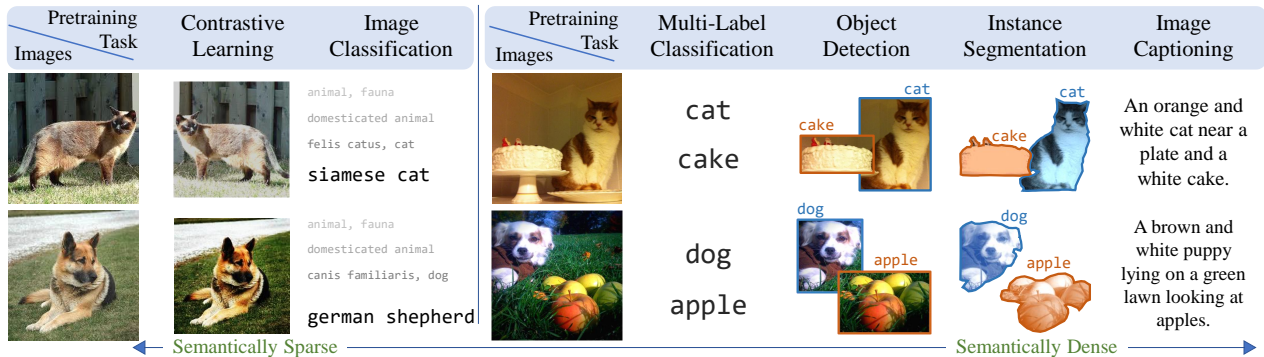 Pretraining
Task
Images
Contrastive
Learning
Image
Classification
animal, fauna
domesticated animal
felis catus, cat
siamese cat
animal, fauna
domesticated animal
canis familiaris, dog
german shepherd
Pretraining
Task
Images
Multi-Label
Classification
Object
Detection
Instance
Segmentation
Image
Captioning
cat
cake
cat
cake
cat
cake
An orange and
white cat near a
plate and a
white cake.
dog
apple
dog
apple
dog
apple
A brown and
white puppy
lying on a green
lawn looking at
apples.
Semantically Sparse
Semantically Dense